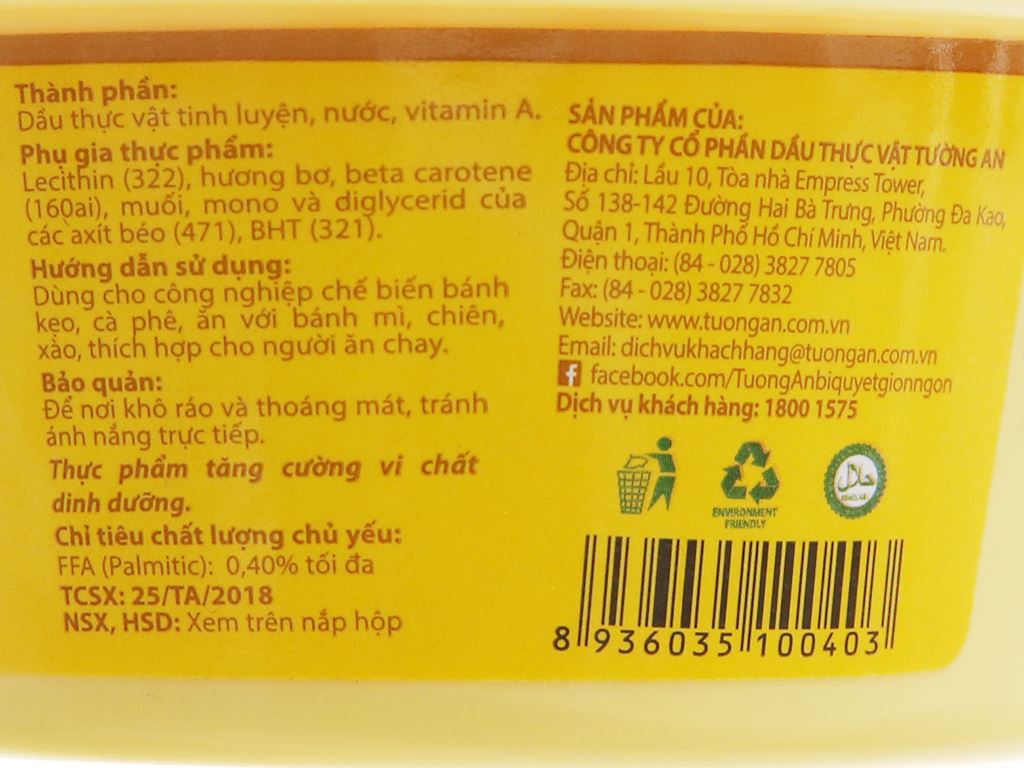 Thành phần:
Dầu thực vật tinh luyện, nước, vitamin A.
Phụ gia thực phẩm:
Lecithin (322), hương bơ, beta carotene
(160ai), muối, mono và diglycerid của
các axít béo (471), BHT (321).
Hướng dẫn sử dụng:
Dùng cho công nghiệp chế biến bánh
kẹo, cà phê, ăn với bánh mì, chiên,
xào, thích hợp cho người ăn chay.
Bảo quản:
Để nơi khô ráo và thoáng mát, tránh
ánh nắng trực tiếp.
Thực phẩm tăng cường vi chất
dinh dưỡng.
Chỉ tiêu chất lượng chủ yếu:
FFA (Palmitic): 0,40% tối đa
TCSX: 25/TA/2018
NSX, HSD: Xem trên nắp hộp
SẢN PHẨM CỦA:
CÔNG TY CỔ PHẦN DẦU THỰC VẬT TƯỜNG AN
Địa chỉ: Lầu 10, Tòa nhà Empress Tower,
Số 138-142 Đường Hai Bà Trưng, Phường Đa Kao,
Quận 1, Thành Phố Hồ Chí Minh, Việt Nam.
Điện thoại: (84 - 028) 3827 7805
Fax: (84 - 028) 3827 7832
Website: www.tuongan.com.vn
Email: dichvukhachhang@tuongan.com.vn
facebook.com/TuongAnbiquyetgionngon
Dịch vụ khách hàng: 1800 1575
ENVIRONMENT
FRIENDLY
حلال
8 936035 100403